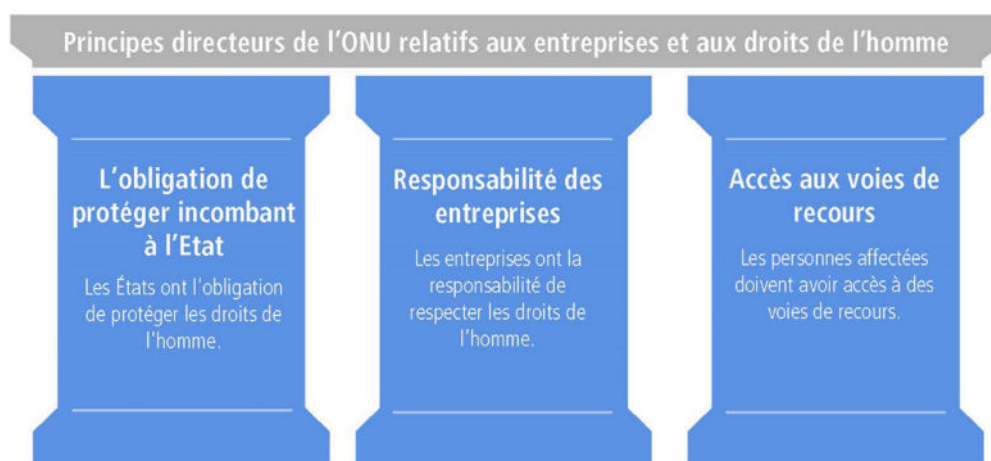 Principes directeurs de l'ONU relatifs aux entreprises et aux droits de l'homme
L'obligation de
protéger incombant
à l'Etat
Les États ont l'obligation
de protéger les droits de
l'homme.
Responsabilité des
entreprises
Les entreprises ont la
responsabilité de
respecter les droits de
l'homme.
Accès aux voies de
recours
Les personnes affectées
doivent avoir accès à des
voies de recours.